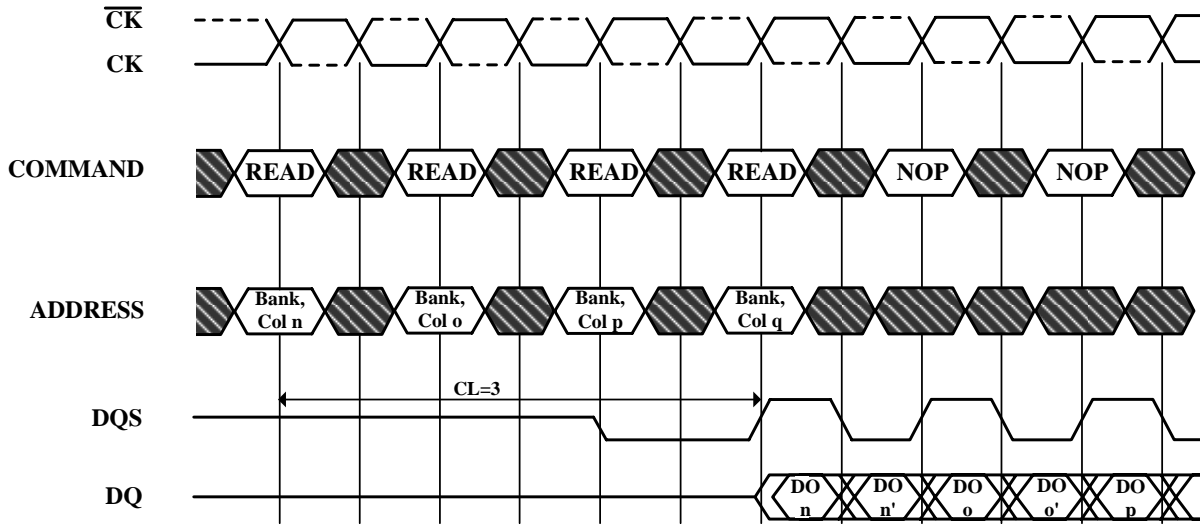 CK
CK
COMMAND
READ
READ
READ
READ
NOP
NOP
ADDRESS
Bank,
Col n
Bank,
Col o
Bank,
Col p
Bank,
Col q
CL=3
DQS
DQ
DO
n
DO
n'
DO
o
DO
o'
DO
p